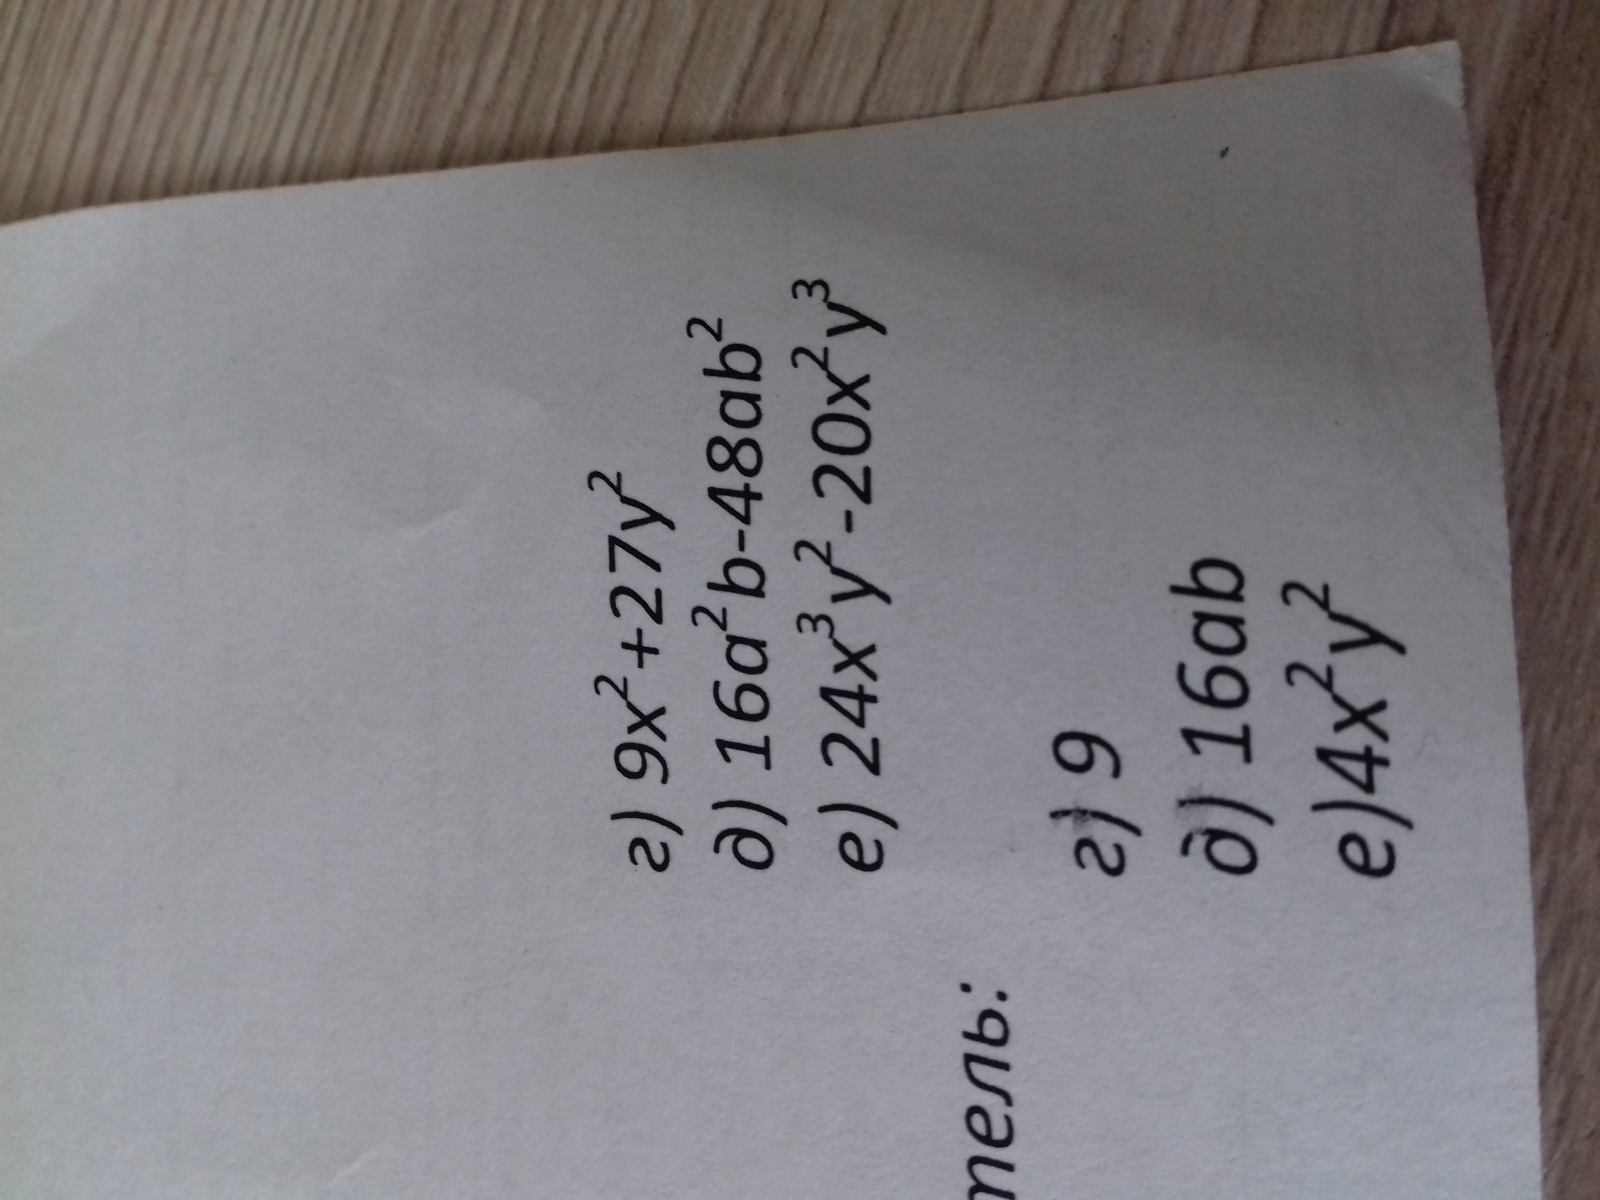 г) 9x²+27y²
д) 16a²b-48ab²
е) 24x³y²-20x²y³
тель:
г) 9
д) 16ab
е)4x²y²